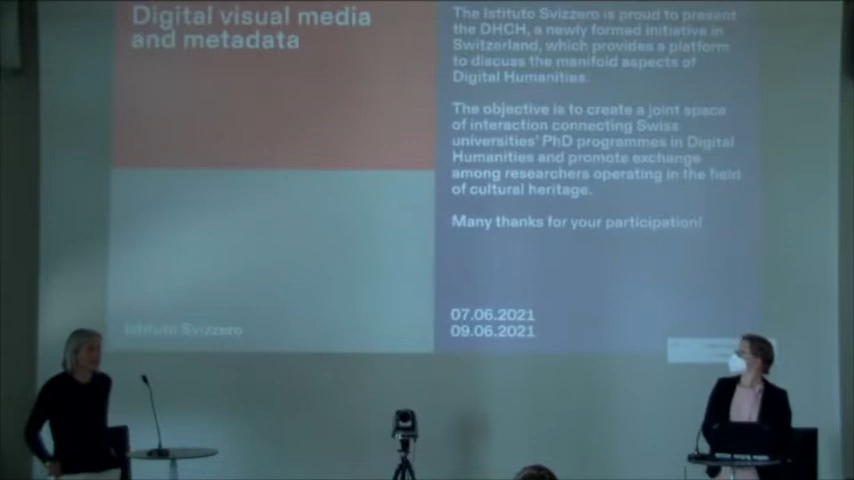 Digital visual media
and metadata
Istituto Svizzero
The Istituto Svizzero is proud to present
the DHCH, a newly formed initiative in
Switzerland, which provides a platform
to discuss the manifold aspects of
Digital Humanities.
The objective is to create a joint space
of interaction connecting Swiss
universities' PhD programmes in Digital
Humanities and promote exchange
among researchers operating in the field
of cultural heritage.
Many thanks for your participation!
07.06.2021
09.06.2021